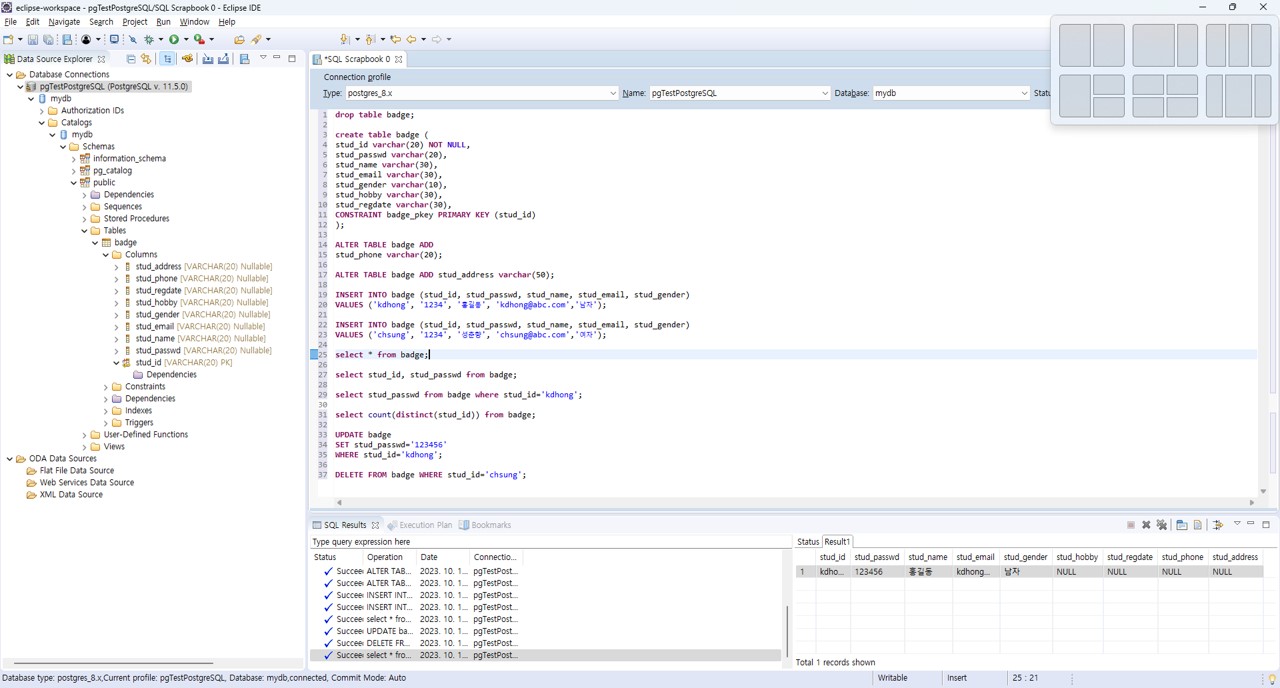 eclipse-workspace - pgTestPostgreSQL/SQL Scrapbook 0 - Eclipse IDE
File Edit Navigate Search Project Run Window Help
Data Source Explorer
Database Connections
pgTestPostgreSQL (PostgreSQL v. 11.5.0)
mydb
Authorization IDs
Catalogs
mydb
Schemas
information_schema
pg_catalog
public
Dependencies
Sequences
Stored Procedures
Tables
badge
Columns
stud_address [VARCHAR(20) Nullable]
stud_phone [VARCHAR(20) Nullable]
stud_regdate [VARCHAR(20) Nullable]
stud_hobby [VARCHAR(20) Nullable]
stud_gender [VARCHAR(20) Nullable]
stud_email [VARCHAR(20) Nullable]
stud_name [VARCHAR(20) Nullable]
stud_passwd [VARCHAR(20) Nullable]
stud_id [VARCHAR(20) PK]
Dependencies
Constraints
Dependencies
Indexes
Triggers
User-Defined Functions
Views
ODA Data Sources
Flat File Data Source
Web Services Data Source
XML Data Source
*SQL Scrapbook 0
Connection profile
Type: postgres_8.x Name: pgTestPostgreSQL Database: mydb Statu
1 drop table badge;
2
3 create table badge (
4 stud_id varchar(20) NOT NULL,
5 stud_passwd varchar(20),
6 stud_name varchar(30),
7 stud_email varchar(30),
8 stud_gender varchar(10),
9 stud_hobby varchar(30),
10 stud_regdate varchar(30),
11 CONSTRAINT badge_pkey PRIMARY KEY (stud_id)
12 );
13
14 ALTER TABLE badge ADD
15 stud_phone varchar(20);
16
17 ALTER TABLE badge ADD stud_address varchar(50);
18
19 INSERT INTO badge (stud_id, stud_passwd, stud_name, stud_email, stud_gender)
20 VALUES ('kdhong', '1234', '홍길동', 'kdhong@abc.com','남자');
21
22 INSERT INTO badge (stud_id, stud_passwd, stud_name, stud_email, stud_gender)
23 VALUES ('chsung', '1234', '성춘향', 'chsung@abc.com','여자');
24
25 select * from badge;
26
27 select stud_id, stud_passwd from badge;
28
29 select stud_passwd from badge where stud_id='kdhong';
30
31 select count(distinct(stud_id)) from badge;
32
33 UPDATE badge
34 SET stud_passwd='123456'
35 WHERE stud_id='kdhong';
36
37 DELETE FROM badge WHERE stud_id='chsung';
SQL Results Execution Plan Bookmarks
Type query expression here
Status Operation Date Connectio...
Succee ALTER TAB... 2023. 10. 1... pgTestPost...
Succee ALTER TAB... 2023. 10. 1... pgTestPost...
Succee INSERT INT... 2023. 10. 1... pgTestPost...
Succee INSERT INT... 2023. 10. 1... pgTestPost...
Succee select * fro... 2023. 10. 1... pgTestPost...
Succee UPDATE ba... 2023. 10. 1... pgTestPost...
Succee DELETE FR... 2023. 10. 1... pgTestPost...
Succee select * fro... 2023. 10. 1... pgTestPost...
Status Result1
stud_id stud_passwd stud_name stud_email stud_gender stud_hobby stud_regdate stud_phone stud_address
1 kdho... 123456 홍길동 kdhong... 남자 NULL NULL NULL NULL
Total 1 records shown
Database type: postgres_8.x,Current profile: pgTestPostgreSQL, Database: mydb,connected, Commit Mode: Auto Writable Insert 25 : 21